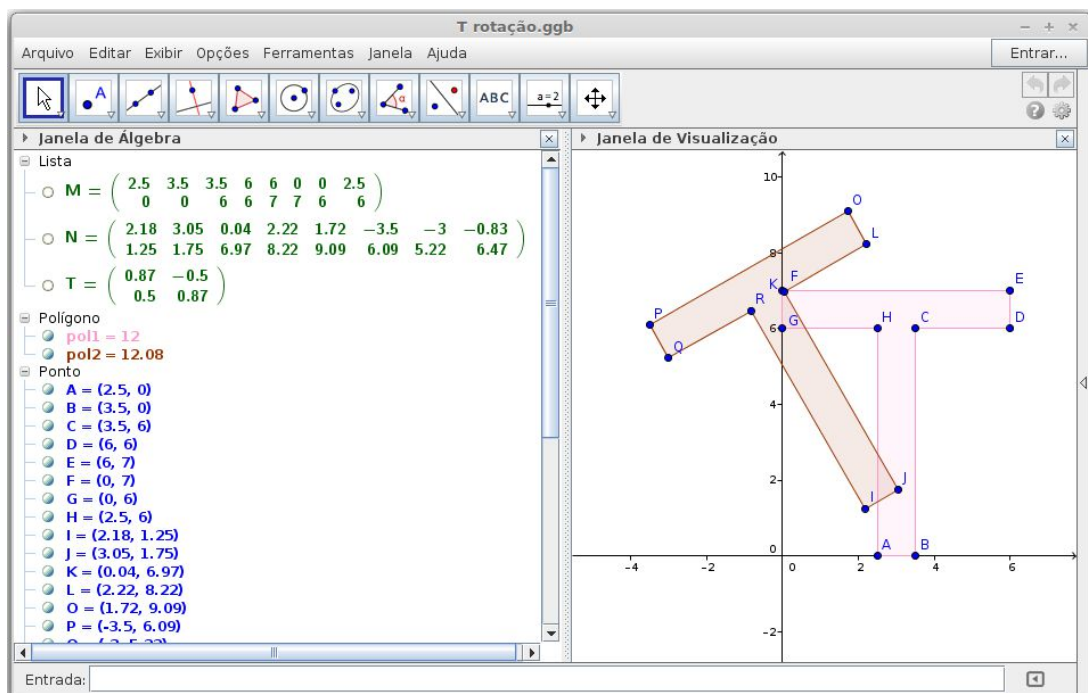 T rotação.ggb
Arquivo Editar Exibir Opções Ferramentas Janela Ajuda
Entrar...
A
α
ABC
a=2
Janela de Álgebra
Lista
M = ( 2.5 3.5 3.5 6 6 0 0 2.5
0 0 6 6 7 7 6 6 )
N = ( 2.18 3.05 0.04 2.22 1.72 −3.5 −3 −0.83
1.25 1.75 6.97 8.22 9.09 6.09 5.22 6.47 )
T = ( 0.87 −0.5
0.5 0.87 )
Polígono
pol1 = 12
pol2 = 12.08
Ponto
A = (2.5, 0)
B = (3.5, 0)
C = (3.5, 6)
D = (6, 6)
E = (6, 7)
F = (0, 7)
G = (0, 6)
H = (2.5, 6)
I = (2.18, 1.25)
J = (3.05, 1.75)
K = (0.04, 6.97)
L = (2.22, 8.22)
O = (1.72, 9.09)
P = (-3.5, 6.09)
Janela de Visualização
10
O
L
8
K F E
P R
G H C D
6
Q
4
2
J
I
0 A B
-4 -2 0 2 4 6
-2
Entrada: